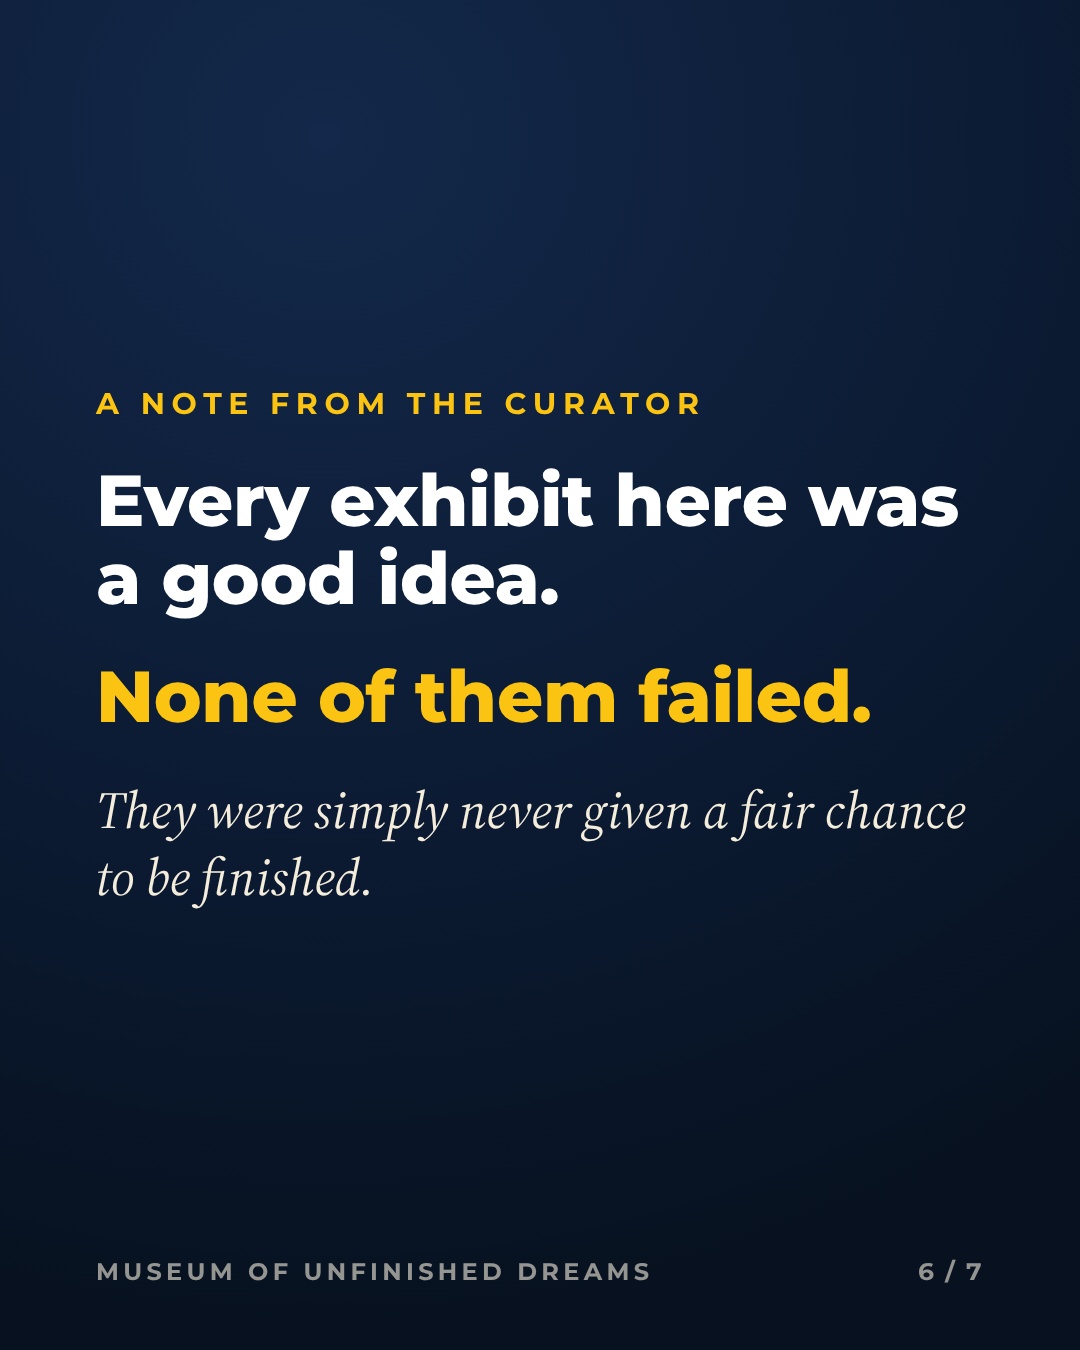 A NOTE FROM THE CURATOR
Every exhibit here was
a good idea.
None of them failed.
They were simply never given a fair chance
to be finished.
MUSEUM OF UNFINISHED DREAMS
6 / 7